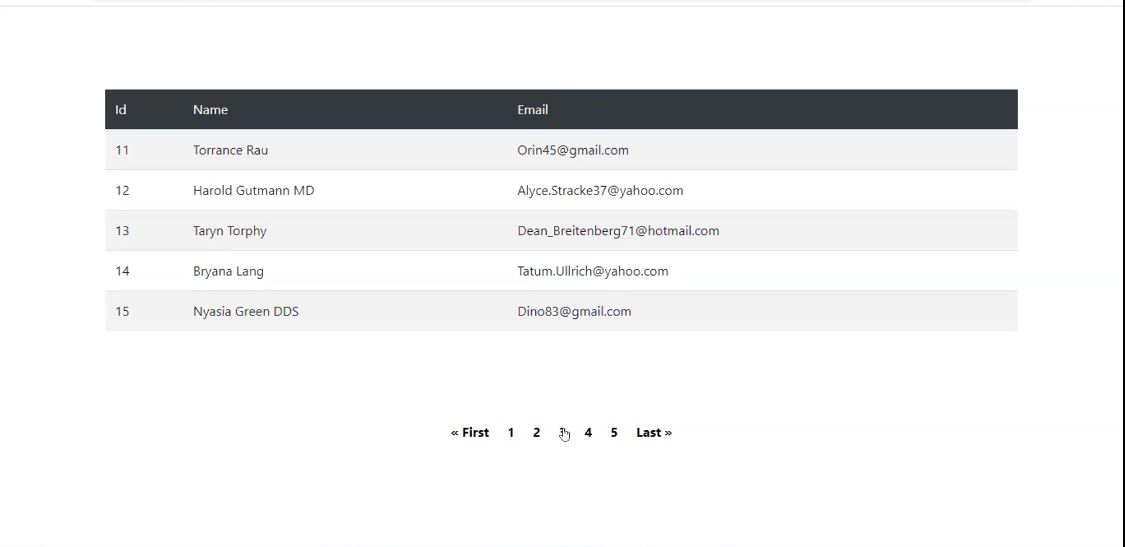 Id Name Email
11 Torrance Rau Orin45@gmail.com
12 Harold Gutmann MD Alyce.Stracke37@yahoo.com
13 Taryn Torphy Dean_Breitenberg71@hotmail.com
14 Bryana Lang Tatum.Ullrich@yahoo.com
15 Nyasia Green DDS Dino83@gmail.com
« First 1 2 4 5 Last »